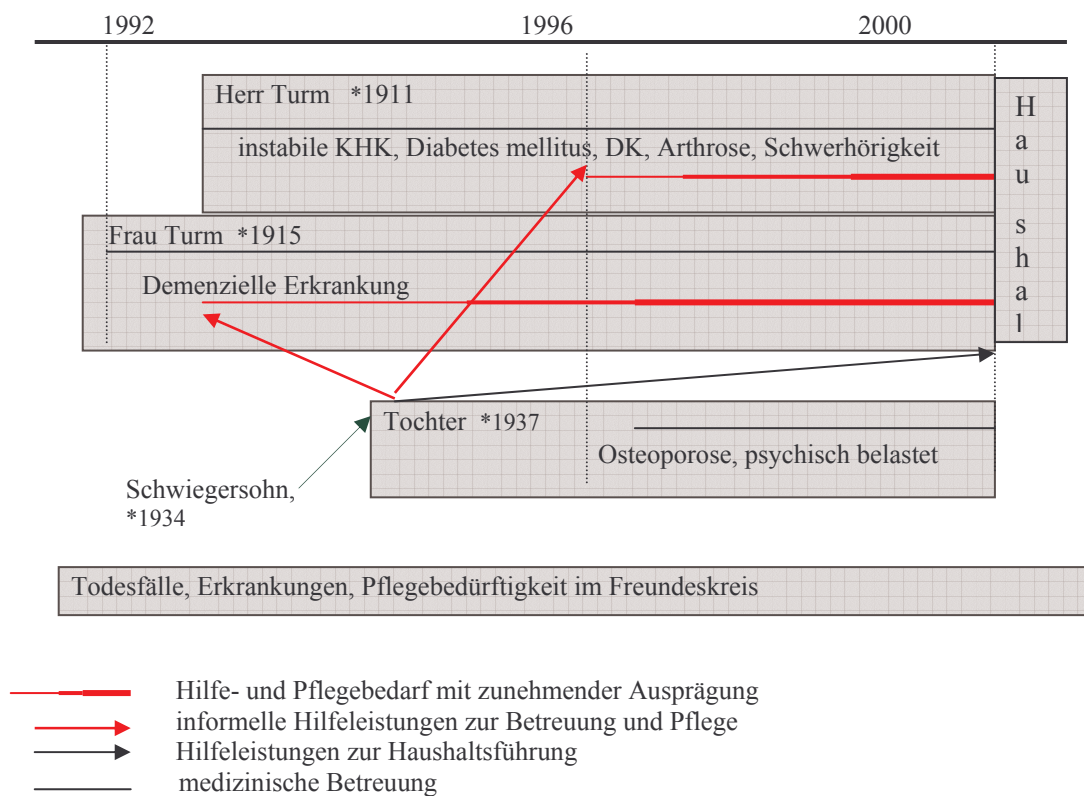 1992 1996 2000
Herr Turm *1911
instabile KHK, Diabetes mellitus, DK, Arthrose, Schwerhörigkeit
Frau Turm *1915
Demenzielle Erkrankung
Haushal
Tochter *1937
Osteoporose, psychisch belastet
Schwiegersohn,
*1934
Todesfälle, Erkrankungen, Pflegebedürftigkeit im Freundeskreis
Hilfe- und Pflegebedarf mit zunehmender Ausprägung
informelle Hilfeleistungen zur Betreuung und Pflege
Hilfeleistungen zur Haushaltsführung
medizinische Betreuung